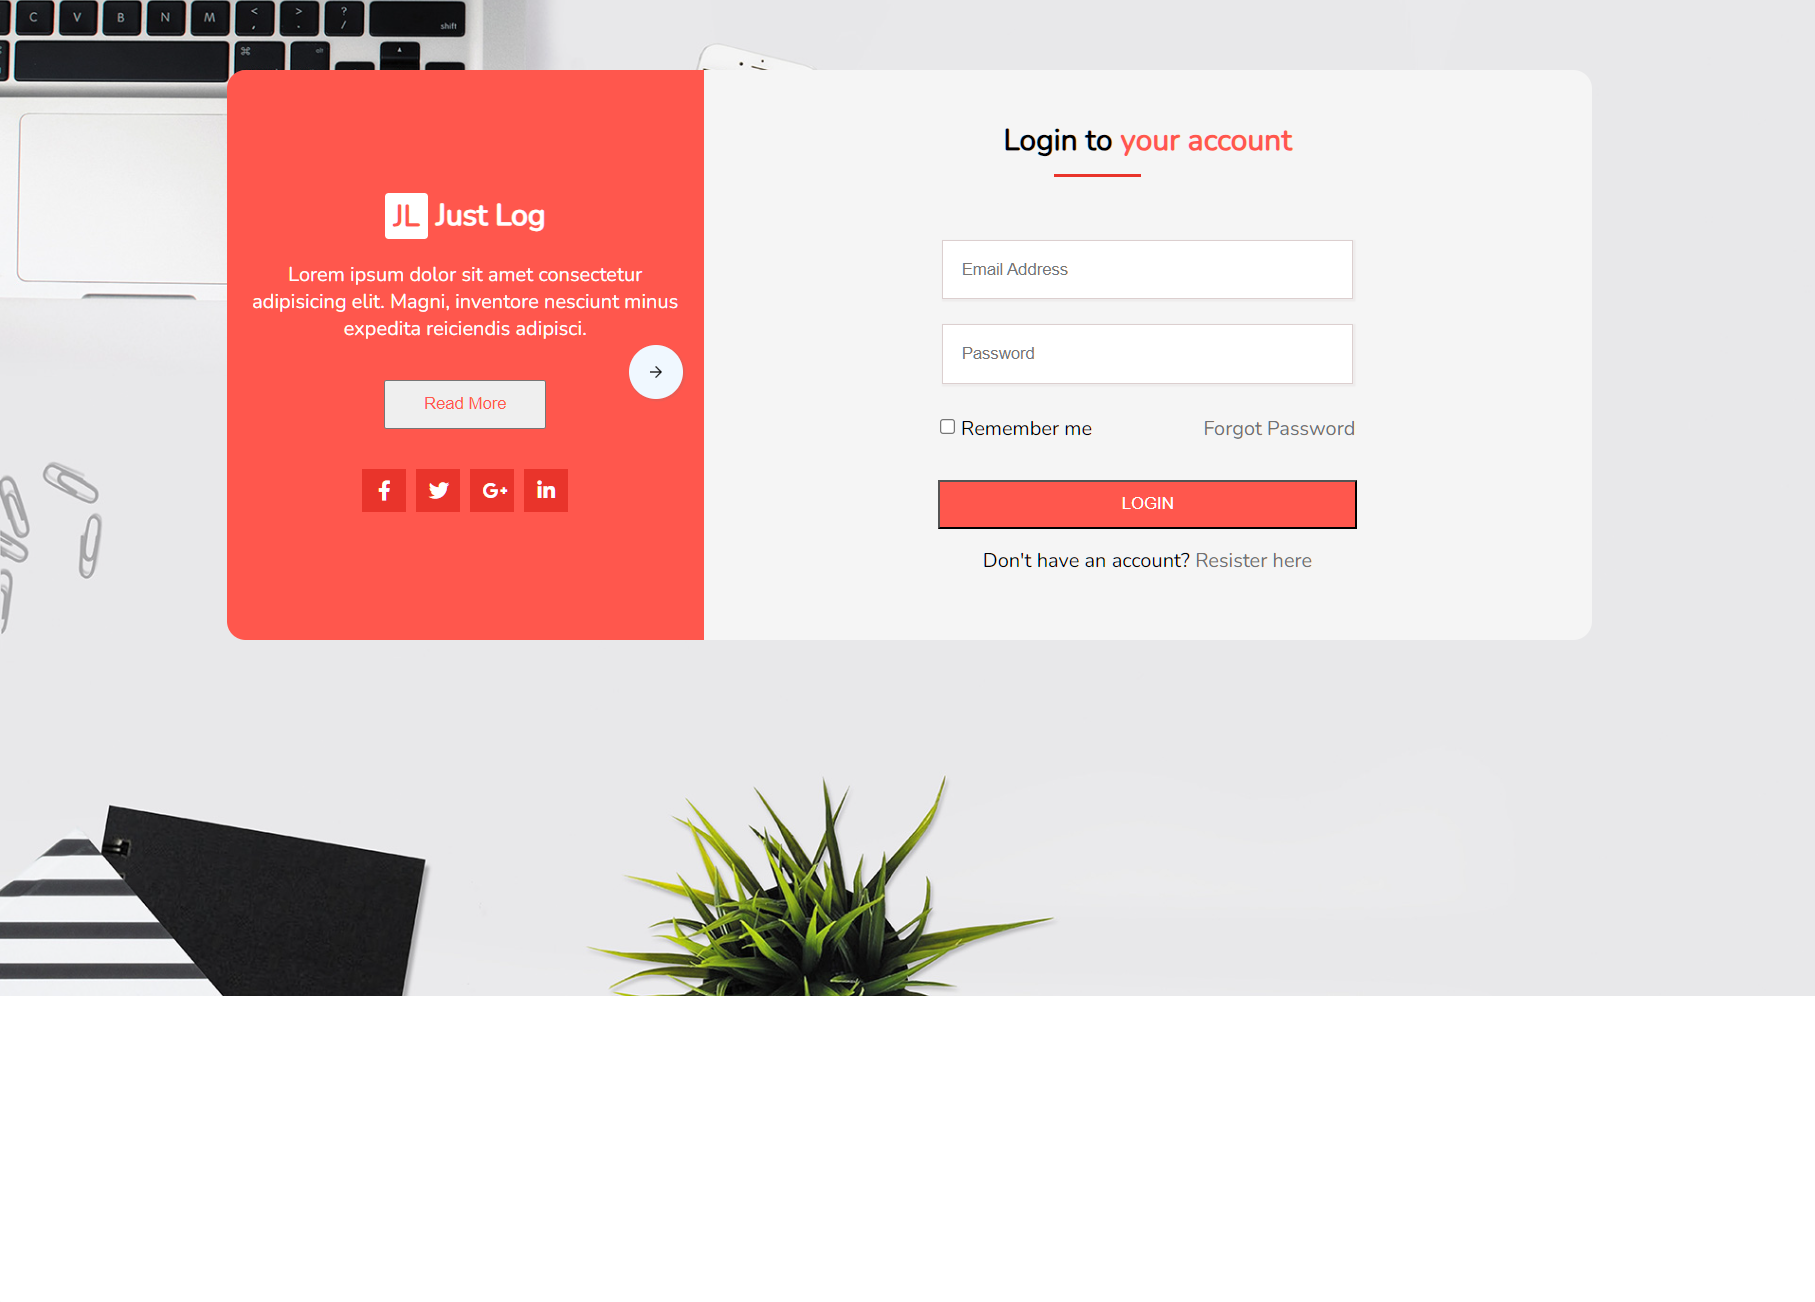 C V B N M < , > . ? / shift
⌘
JL Just Log
Lorem ipsum dolor sit amet consectetur
adipisicing elit. Magni, inventore nesciunt minus
expedita reiciendis adipisci.
Read More
f G+ in
Login to your account
Email Address
Password
Remember me Forgot Password
LOGIN
Don't have an account? Resister here